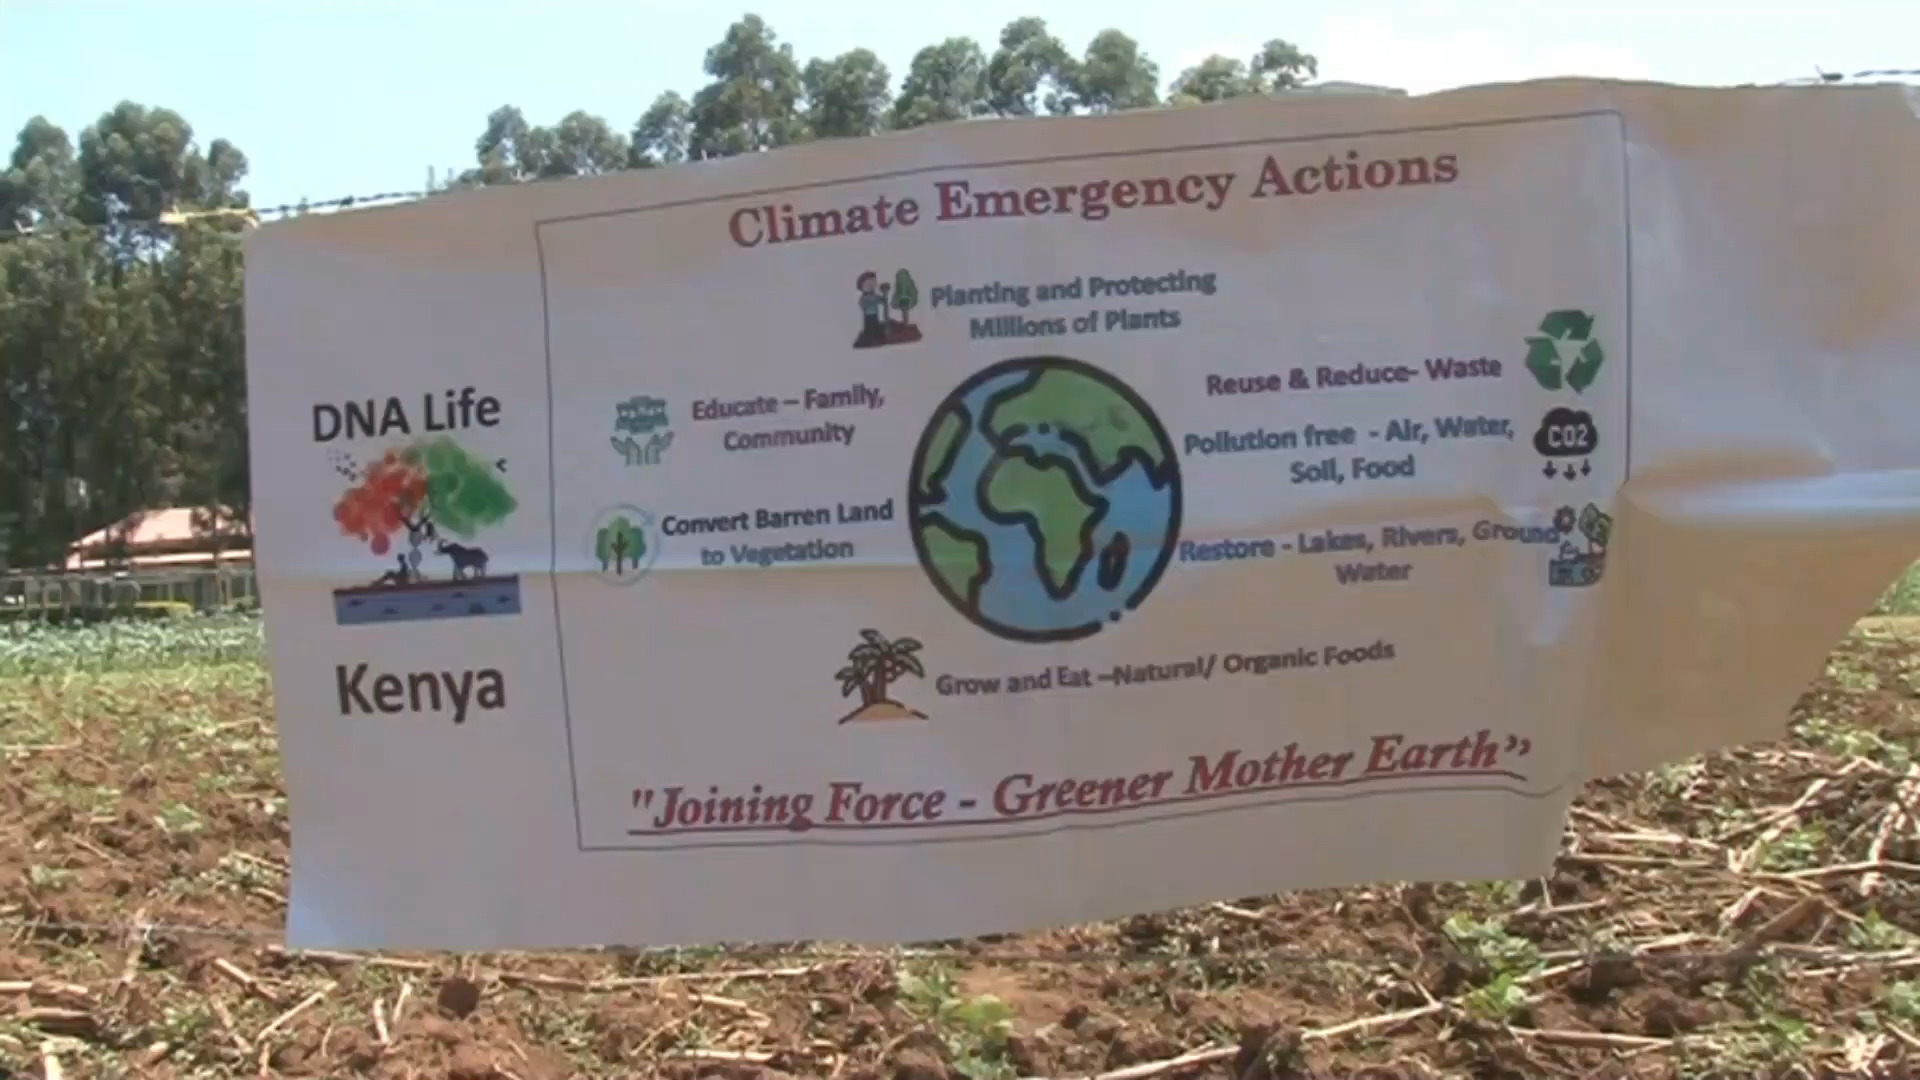 Climate Emergency Actions
Planting and Protecting
Millions of Plants
Educate – Family,
Community
Convert Barren Land
to Vegetation
Reuse & Reduce- Waste
Pollution free - Air, Water,
Soil, Food
CO2
Restore - Lakes, Rivers, Ground
Water
Grow and Eat –Natural/ Organic Foods
"Joining Force - Greener Mother Earth”
DNA Life
Kenya